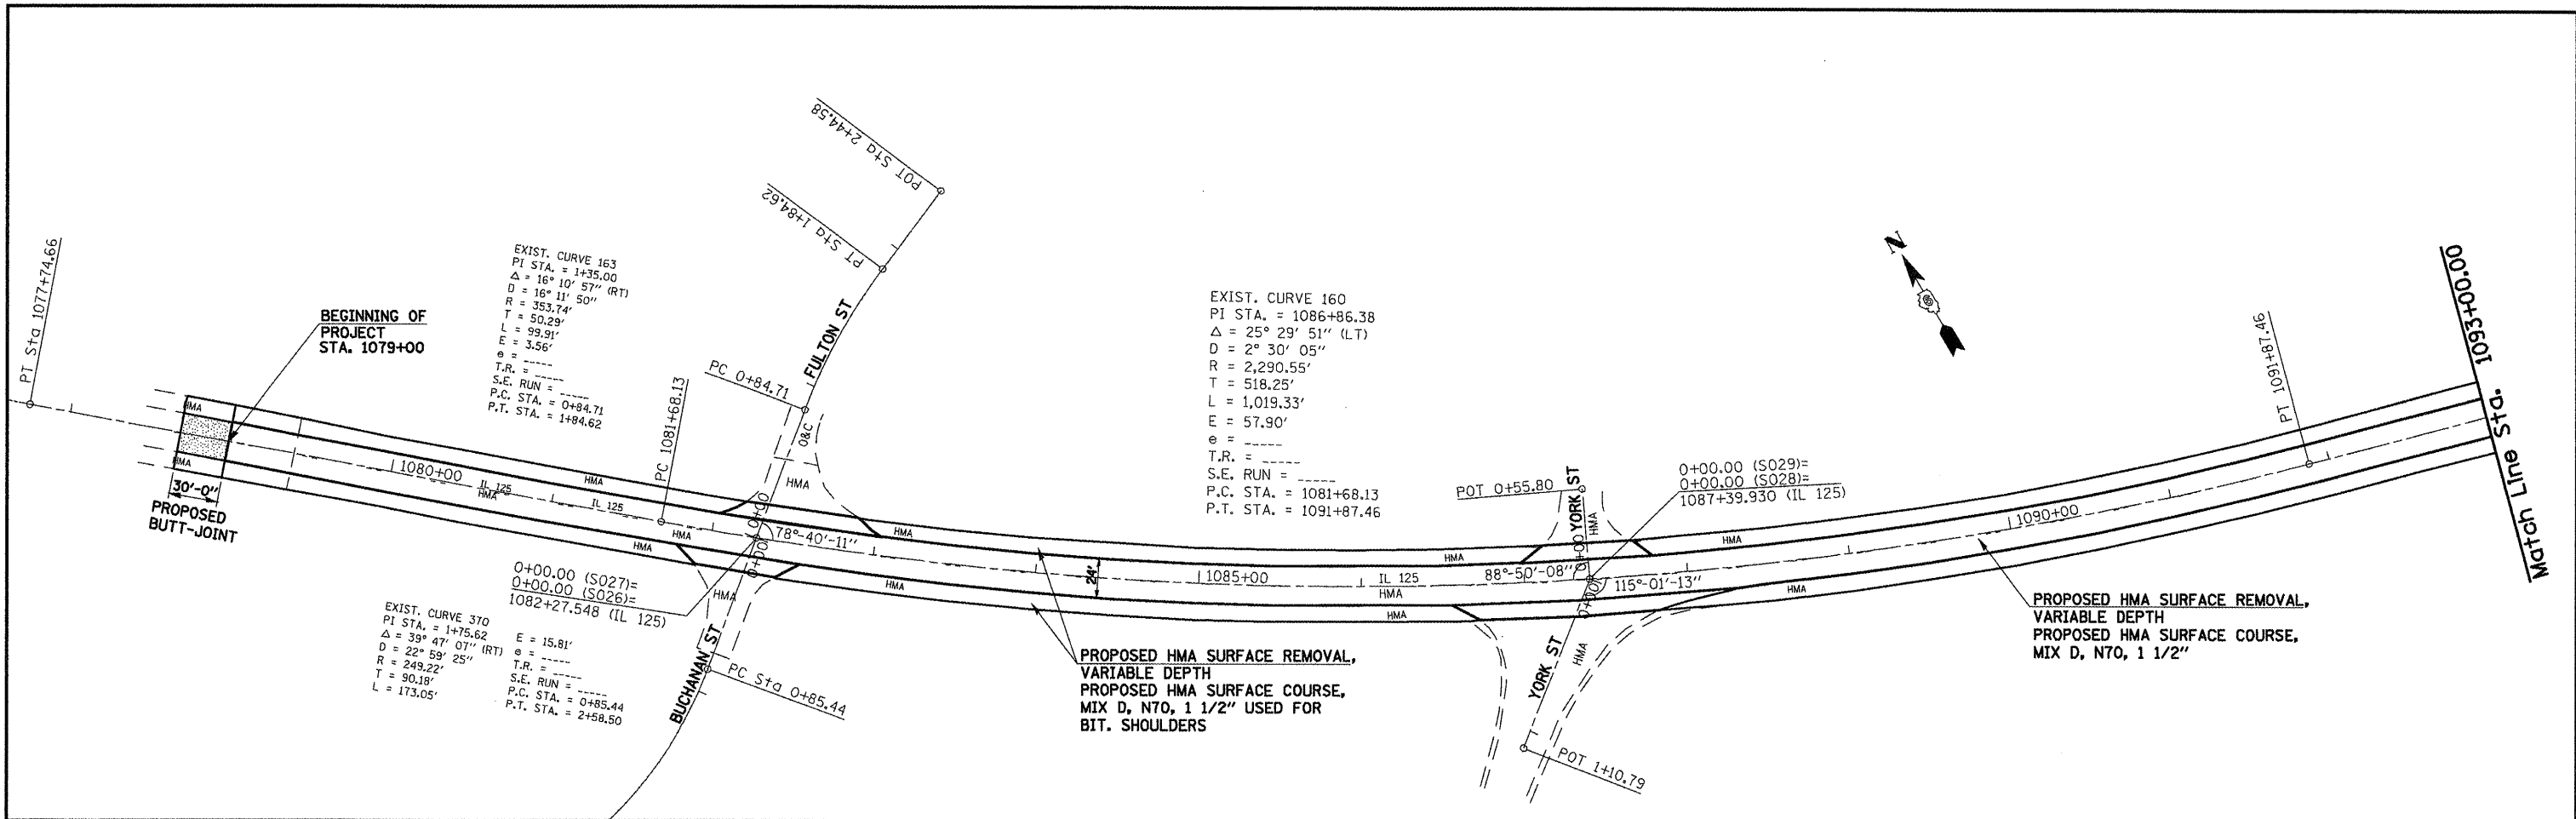 PT Sta 1077+74.66
BEGINNING OF
PROJECT
STA. 1079+00
HMA
HMA
30'-0"
PROPOSED
BUTT-JOINT
EXIST. CURVE 163
PI STA. = 1+35.00
Δ = 16° 10' 57" (RT)
D = 16° 11' 50"
R = 353.74'
T = 50.29'
L = 99.91'
E = 3.56'
e = -----
T.R. = -----
S.E. RUN = -----
P.C. STA. = 0+84.71
P.T. STA. = 1+84.62
1080+00
IL 125
HMA
HMA
IL 125
HMA
HMA
PC 1081+68.13
PC 0+84.71
FULTON ST
PT Sta 1+84.62
POT Sta 2+44.58
O&C
HMA
0+00
0+00
78°-40'-11"
0+00.00 (S027)=
0+00.00 (S026)=
1082+27.548 (IL 125)
EXIST. CURVE 370
PI STA. = 1+75.62
Δ = 39° 47' 07" (RT)
D = 22° 59' 25"
R = 249.22'
T = 90.18'
L = 173.05'
E = 15.81'
e = -----
T.R. = -----
S.E. RUN = -----
P.C. STA. = 0+85.44
P.T. STA. = 2+58.50
HMA
BUCHANAN ST
PC Sta 0+85.44
HMA
HMA
24'
PROPOSED HMA SURFACE REMOVAL,
VARIABLE DEPTH
PROPOSED HMA SURFACE COURSE,
MIX D, N70, 1 1/2" USED FOR
BIT. SHOULDERS
EXIST. CURVE 160
PI STA. = 1086+86.38
Δ = 25° 29' 51" (LT)
D = 2° 30' 05"
R = 2,290.55'
T = 518.25'
L = 1,019.33'
E = 57.90'
e = -----
T.R. = -----
S.E. RUN = -----
P.C. STA. = 1081+68.13
P.T. STA. = 1091+87.46
1085+00
IL 125
HMA
HMA
HMA
POT 0+55.80
YORK ST
HMA
0+00
0+00
88°-50'-08"
115°-01'-13"
0+00.00 (S029)=
0+00.00 (S028)=
1087+39.930 (IL 125)
YORK ST
HMA
POT 1+10.79
HMA
HMA
1090+00
N
PROPOSED HMA SURFACE REMOVAL,
VARIABLE DEPTH
PROPOSED HMA SURFACE COURSE,
MIX D, N70, 1 1/2"
PT 1091+87.46
Match Line Sta. 1093+00.00